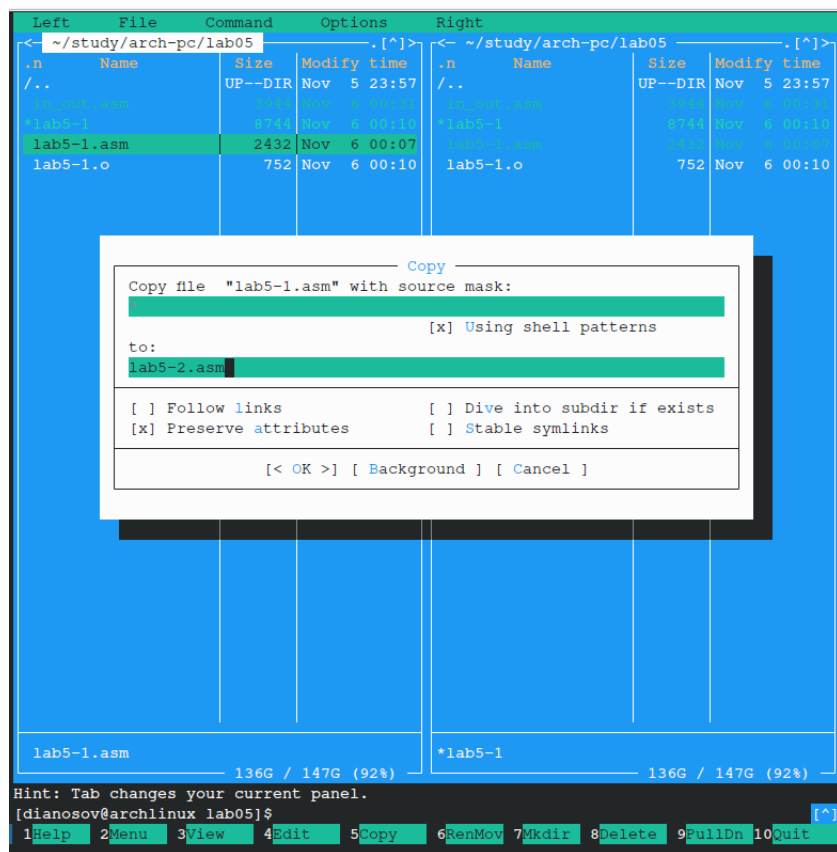 Left File Command Options Right
<- ~/study/arch-pc/lab05 .[^]> <- ~/study/arch-pc/lab05 .[^]>
.n Name Size Modify time .n Name Size Modify time
/.. UP--DIR Nov 5 23:57 /.. UP--DIR Nov 5 23:57
in_out.asm 3944 Nov 6 00:31 in_out.asm 3944 Nov 6 00:31
*lab5-1 8744 Nov 6 00:10 *lab5-1 8744 Nov 6 00:10
lab5-1.asm 2432 Nov 6 00:07 lab5-1.asm 2432 Nov 6 00:07
lab5-1.o 752 Nov 6 00:10 lab5-1.o 752 Nov 6 00:10
Copy
Copy file "lab5-1.asm" with source mask:
*
[x] Using shell patterns
to:
lab5-2.asm
[ ] Follow links [ ] Dive into subdir if exists
[x] Preserve attributes [ ] Stable symlinks
[< OK >] [ Background ] [ Cancel ]
lab5-1.asm *lab5-1
136G / 147G (92%) 136G / 147G (92%)
Hint: Tab changes your current panel.
[dianosov@archlinux lab05]$ [^]
1Help 2Menu 3View 4Edit 5Copy 6RenMov 7Mkdir 8Delete 9PullDn 10Quit